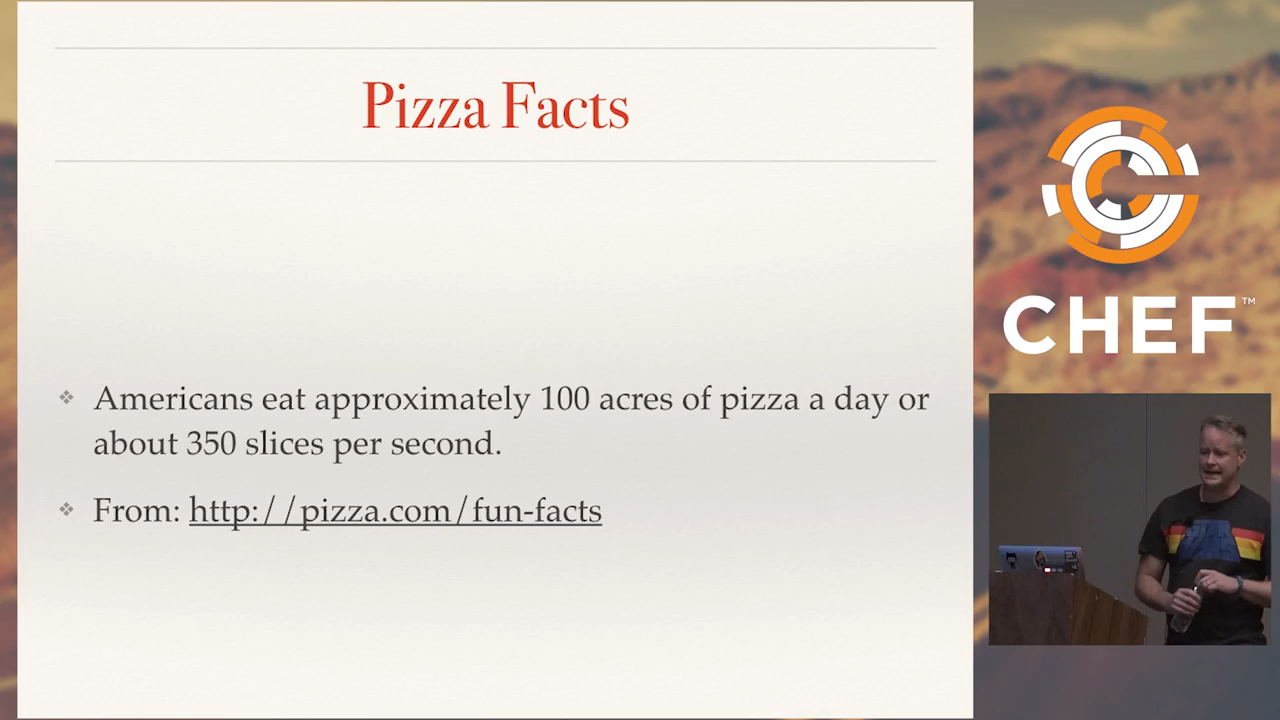 Pizza Facts
❖ Americans eat approximately 100 acres of pizza a day or
about 350 slices per second.
❖ From: http://pizza.com/fun-facts
CHEF™